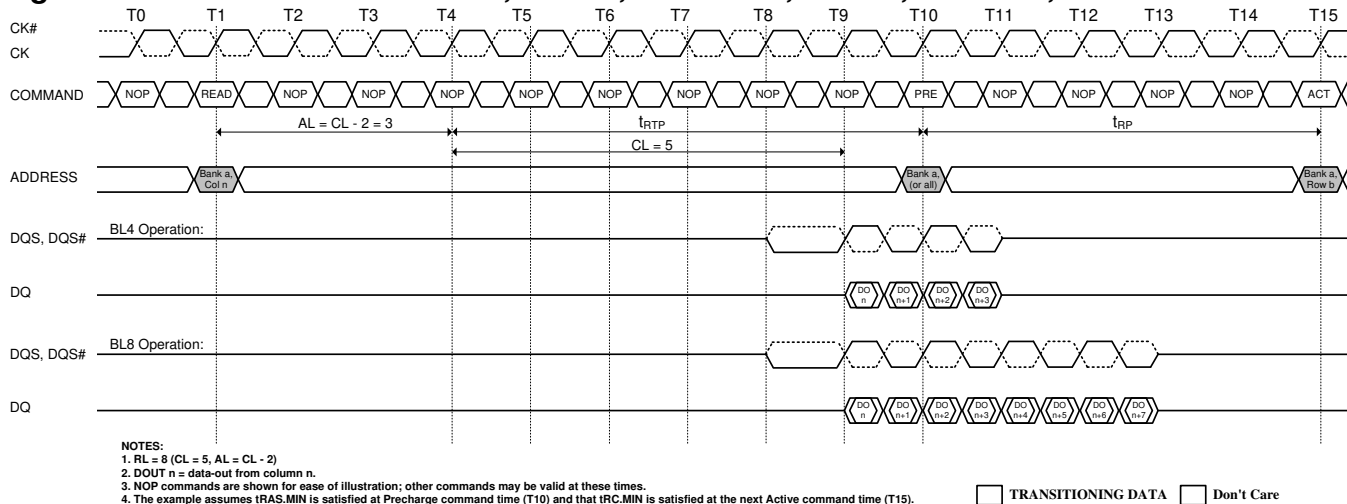 T0 T1 T2 T3 T4 T5 T6 T7 T8 T9 T10 T11 T12 T13 T14 T15
CK#
CK
COMMAND NOP READ NOP NOP NOP NOP NOP NOP NOP NOP PRE NOP NOP NOP NOP ACT
AL = CL - 2 = 3 tRTP tRP
CL = 5
ADDRESS Bank a, Col n Bank a, (or all) Bank a, Row b
BL4 Operation:
DQS, DQS#
DQ DO n DO n+1 DO n+2 DO n+3
BL8 Operation:
DQS, DQS#
DQ DO n DO n+1 DO n+2 DO n+3 DO n+4 DO n+5 DO n+6 DO n+7
NOTES:
1. RL = 8 (CL = 5, AL = CL - 2)
2. DOUT n = data-out from column n.
3. NOP commands are shown for ease of illustration; other commands may be valid at these times.
4. The example assumes tRAS.MIN is satisfied at Precharge command time (T10) and that tRC.MIN is satisfied at the next Active command time (T15).
TRANSITIONING DATA Don't Care